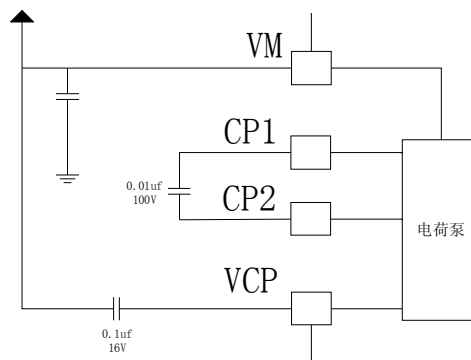 VM
CP1
0.01uf
100V
CP2
电荷泵
VCP
0.1uf
16V